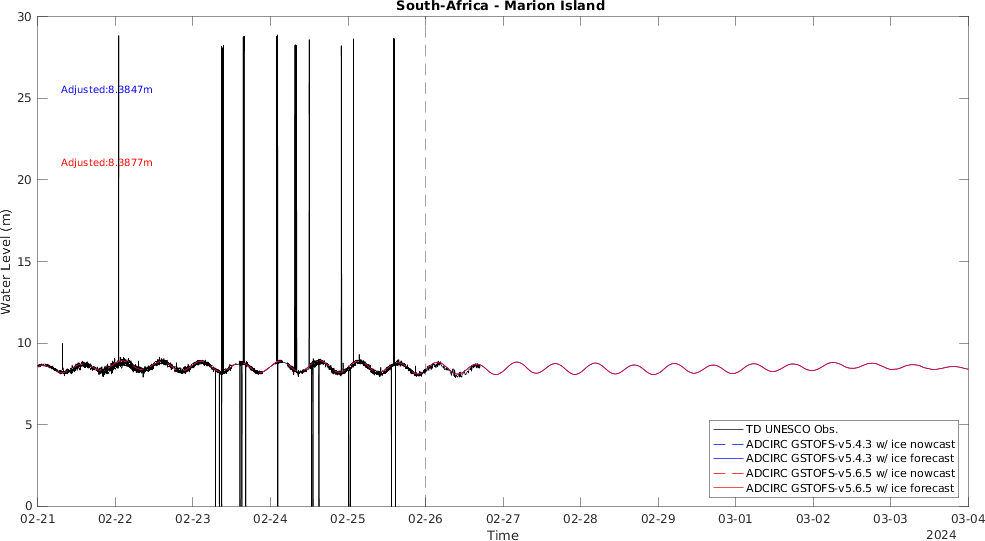 South-Africa - Marion Island
30
25
20
15
10
5
0
Water Level (m)
Adjusted:8.3847m
Adjusted:8.3877m
TD UNESCO Obs.
ADCIRC GSTOFS-v5.4.3 w/ ice nowcast
ADCIRC GSTOFS-v5.4.3 w/ ice forecast
ADCIRC GSTOFS-v5.6.5 w/ ice nowcast
ADCIRC GSTOFS-v5.6.5 w/ ice forecast
02-21 02-22 02-23 02-24 02-25 02-26 02-27 02-28 02-29 03-01 03-02 03-03 03-04
Time
2024